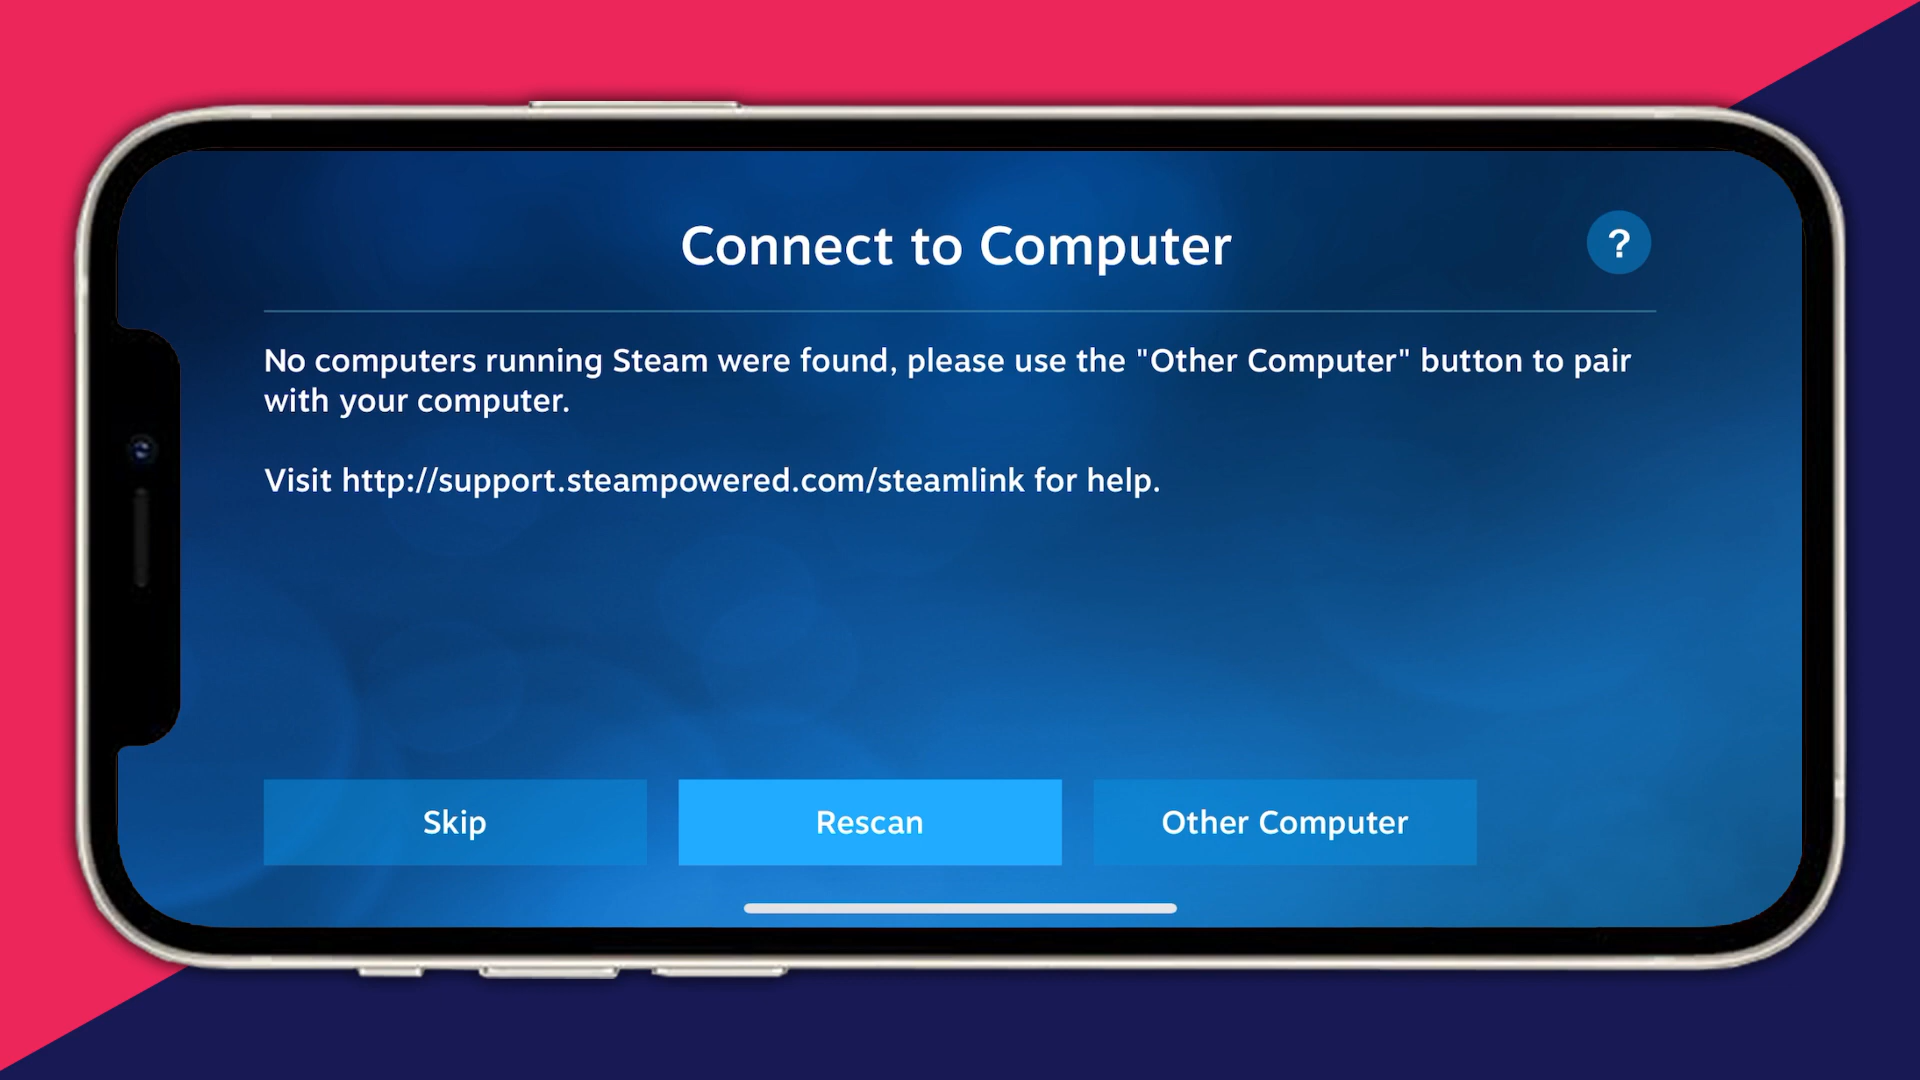 Connect to Computer
?
No computers running Steam were found, please use the "Other Computer" button to pair
with your computer.
Visit http://support.steampowered.com/steamlink for help.
Skip
Rescan
Other Computer